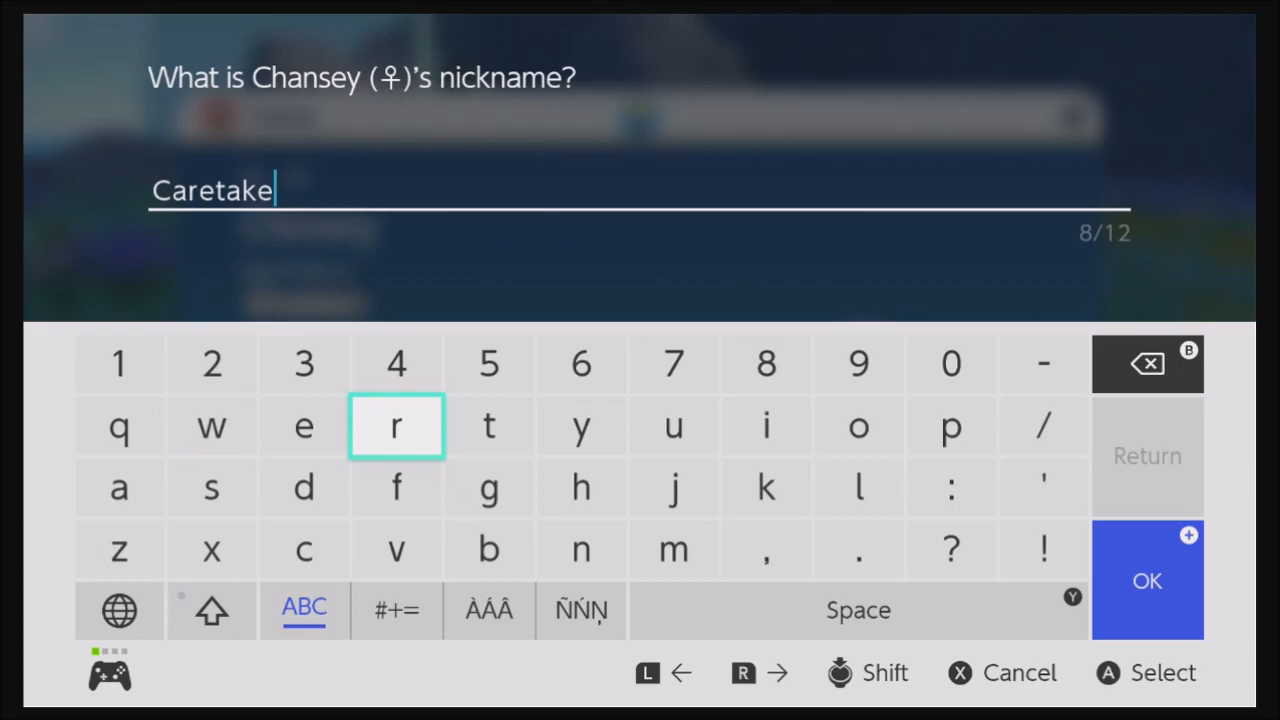 What is Chansey (♀)'s nickname?
Caretake
8/12
1 2 3 4 5 6 7 8 9 0 -
B
q w e r t y u i o p /
Return
a s d f g h j k l : '
z x c v b n m , . ? !
+
OK
ABC #+= ÀÁÂ ÑŃŅ Space Y
L ← R → Shift X Cancel A Select